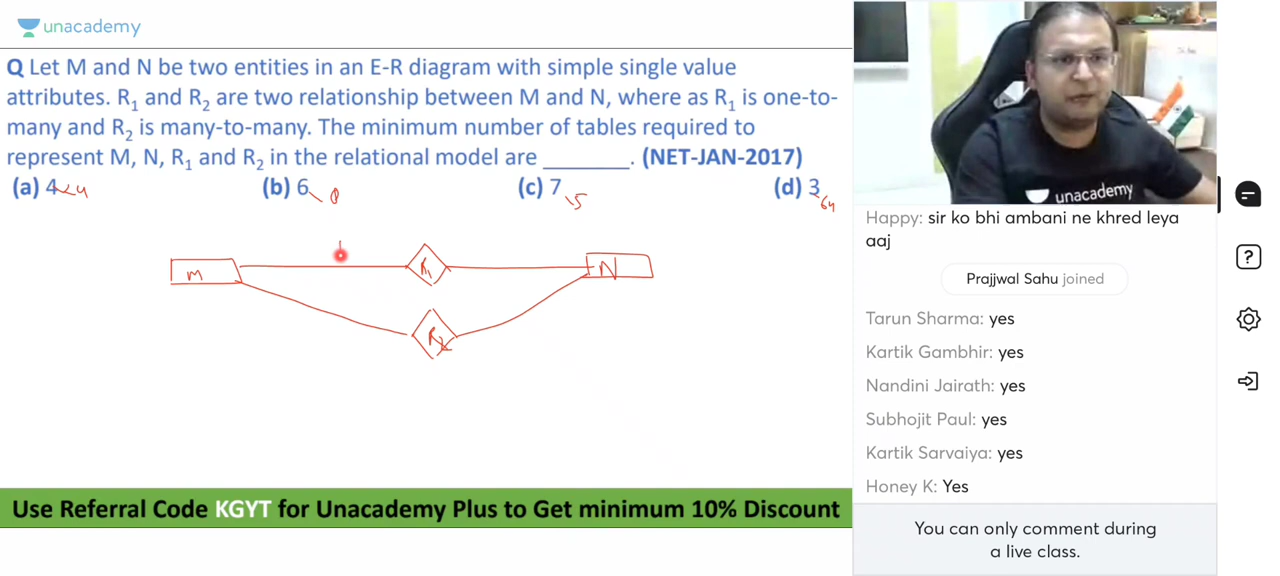 unacademy
Q Let M and N be two entities in an E-R diagram with simple single value
attributes. R₁ and R₂ are two relationship between M and N, where as R₁ is one-to-
many and R₂ is many-to-many. The minimum number of tables required to
represent M, N, R₁ and R₂ in the relational model are _______. (NET-JAN-2017)
(a) 4 (b) 6 (c) 7 (d) 3
4 0 5 64
M R₁ N
R₂
Use Referral Code KGYT for Unacademy Plus to Get minimum 10% Discount
unacademy
Happy: sir ko bhi ambani ne khred leya
aaj
Prajjwal Sahu joined
Tarun Sharma: yes
Kartik Gambhir: yes
Nandini Jairath: yes
Subhojit Paul: yes
Kartik Sarvaiya: yes
Honey K: Yes
You can only comment during
a live class.